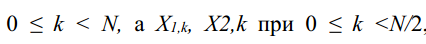 0 ≤ k < N, а X1,k, X2,k при 0 ≤ k <N/2,